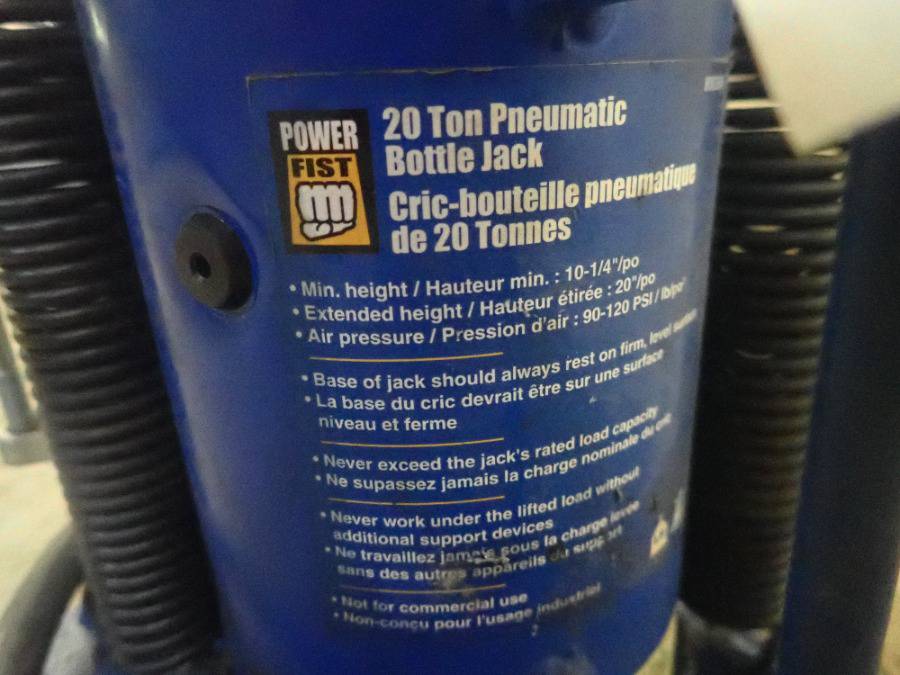 POWER
FIST
20 Ton Pneumatic
Bottle Jack
Cric-bouteille pneumatique
de 20 Tonnes
• Min. height / Hauteur min. : 10-1/4"/po
• Extended height / Hauteur étirée : 20"/po
• Air pressure / Pression d'air : 90-120 PSI / lb/po²
• Base of jack should always rest on firm, level surface
• La base du cric devrait être sur une surface
niveau et ferme
• Never exceed the jack's rated load capacity
• Ne supassez jamais la charge nominale du cric
• Never work under the lifted load without
additional support devices
• Ne travaillez jamais sous la charge levée
sans des autres appareils du support
• Not for commercial use
• Non-conçu pour l'usage industriel